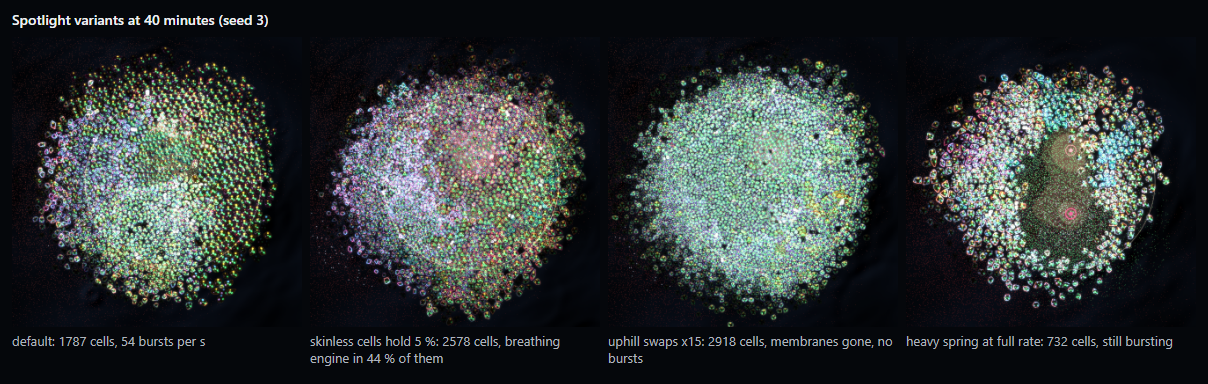 Spotlight variants at 40 minutes (seed 3)
default: 1787 cells, 54 bursts per s
skinless cells hold 5 %: 2578 cells, breathing
engine in 44 % of them
uphill swaps x15: 2918 cells, membranes gone, no
bursts
heavy spring at full rate: 732 cells, still bursting